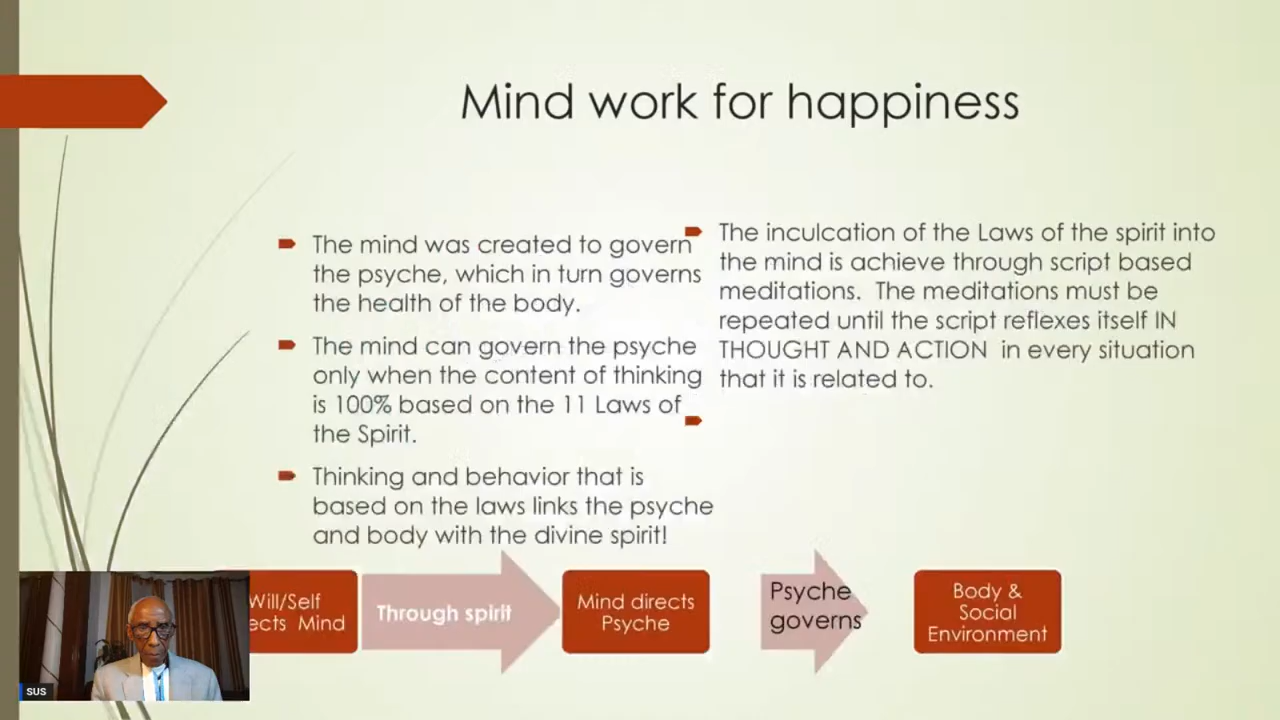 Mind work for happiness
The mind was created to govern
the psyche, which in turn governs
the health of the body.
The mind can govern the psyche
only when the content of thinking
is 100% based on the 11 Laws of
the Spirit.
Thinking and behavior that is
based on the laws links the psyche
and body with the divine spirit!
The inculcation of the Laws of the spirit into
the mind is achieve through script based
meditations. The meditations must be
repeated until the script reflexes itself IN
THOUGHT AND ACTION in every situation
that it is related to.
Will/Self
Mind
Through spirit
Mind directs
Psyche
Psyche
governs
Body &
Social
Environment
SUS